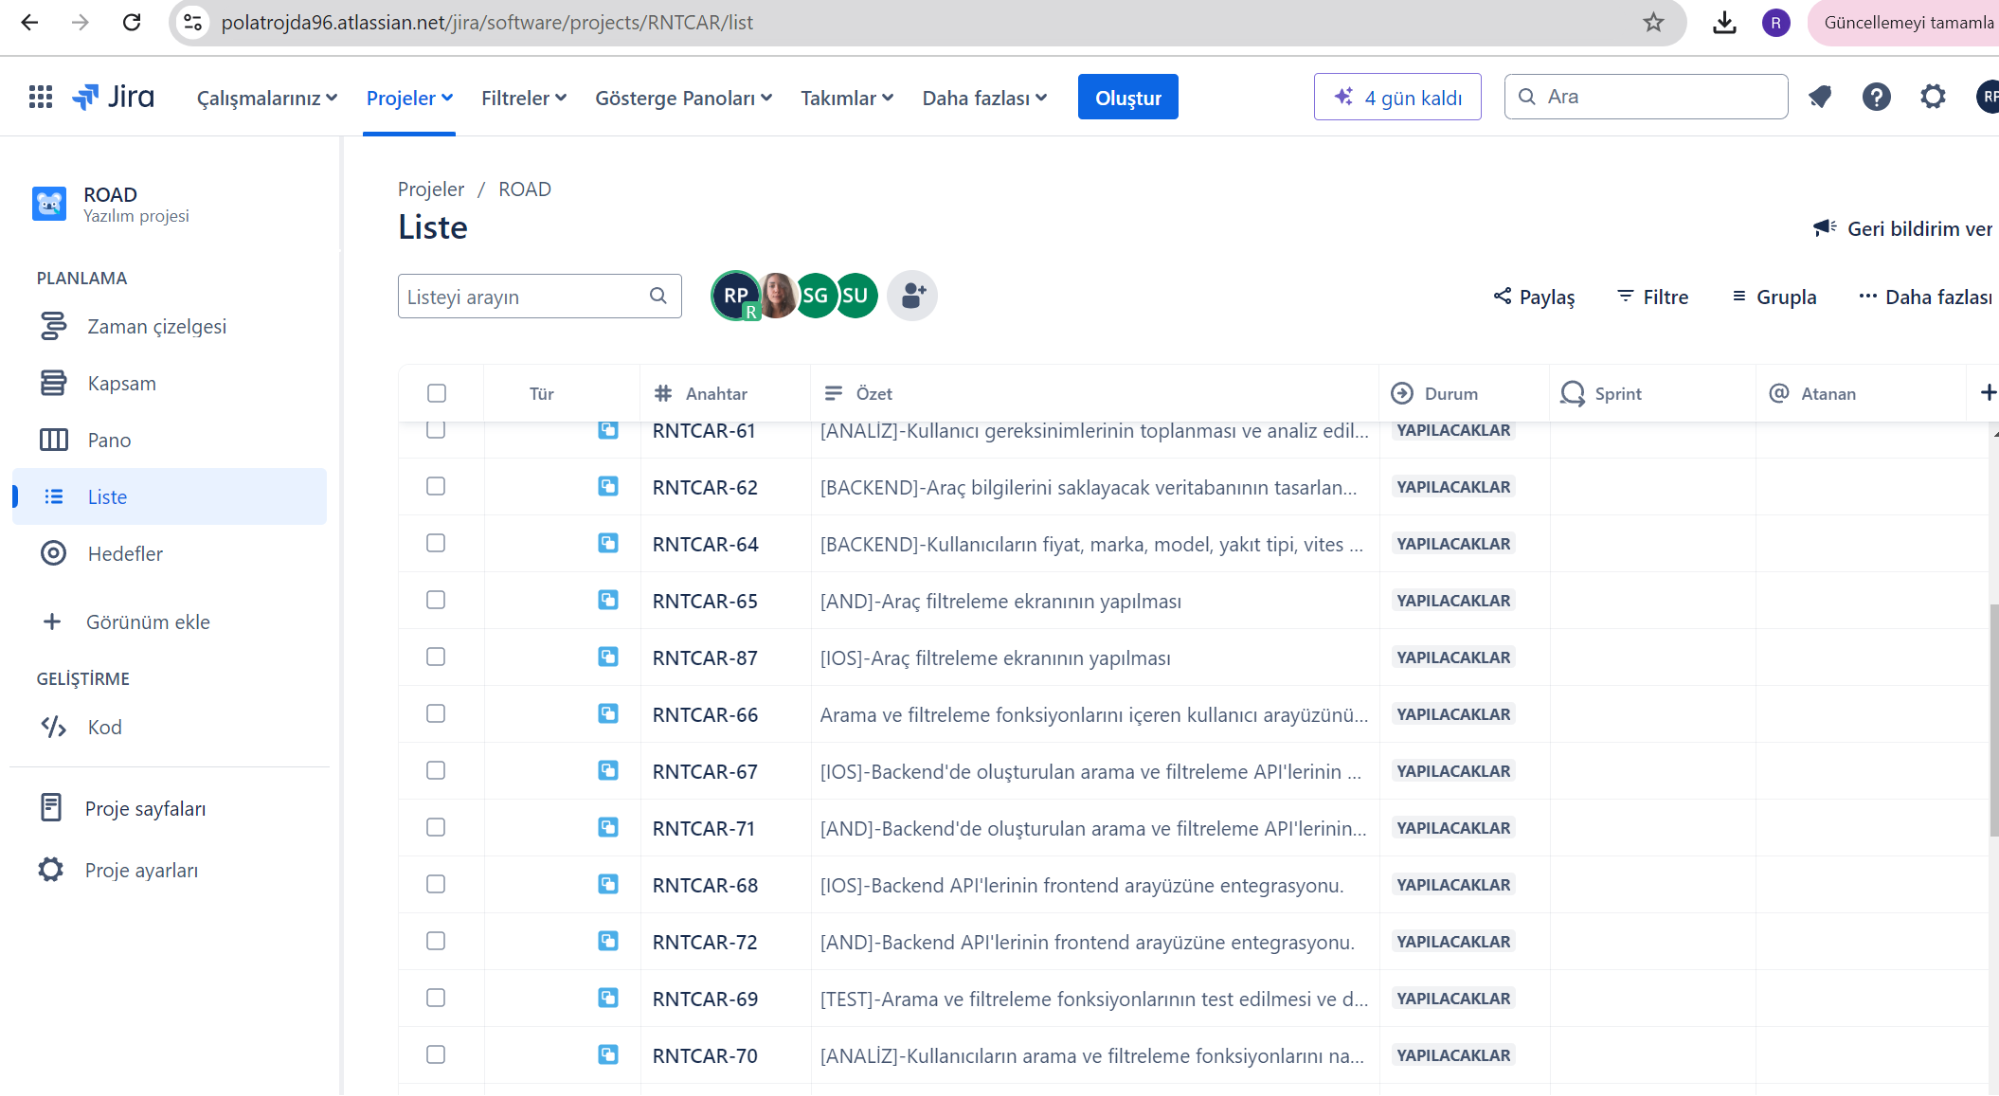 polatrojda96.atlassian.net/jira/software/projects/RNTCAR/list
R
Güncellemeyi tamamla
Jira
Çalışmalarınız
Projeler
Filtreler
Gösterge Panoları
Takımlar
Daha fazlası
Oluştur
4 gün kaldı
Ara
RP
ROAD
Yazılım projesi
PLANLAMA
Zaman çizelgesi
Kapsam
Pano
Liste
Hedefler
Görünüm ekle
GELİŞTİRME
Kod
Proje sayfaları
Proje ayarları
Projeler / ROAD
Liste
Geri bildirim ver
Listeyi arayın
RP
R
SG
SU
Paylaş
Filtre
Grupla
Daha fazlası
Tür Anahtar Özet Durum Sprint Atanan
RNTCAR-61 [ANALİZ]-Kullanıcı gereksinimlerinin toplanması ve analiz edil... YAPILACAKLAR
RNTCAR-62 [BACKEND]-Araç bilgilerini saklayacak veritabanının tasarlan... YAPILACAKLAR
RNTCAR-64 [BACKEND]-Kullanıcıların fiyat, marka, model, yakıt tipi, vites ... YAPILACAKLAR
RNTCAR-65 [AND]-Araç filtreleme ekranının yapılması YAPILACAKLAR
RNTCAR-87 [IOS]-Araç filtreleme ekranının yapılması YAPILACAKLAR
RNTCAR-66 Arama ve filtreleme fonksiyonlarını içeren kullanıcı arayüzünü... YAPILACAKLAR
RNTCAR-67 [IOS]-Backend'de oluşturulan arama ve filtreleme API'lerinin ... YAPILACAKLAR
RNTCAR-71 [AND]-Backend'de oluşturulan arama ve filtreleme API'lerinin... YAPILACAKLAR
RNTCAR-68 [IOS]-Backend API'lerinin frontend arayüzüne entegrasyonu. YAPILACAKLAR
RNTCAR-72 [AND]-Backend API'lerinin frontend arayüzüne entegrasyonu. YAPILACAKLAR
RNTCAR-69 [TEST]-Arama ve filtreleme fonksiyonlarının test edilmesi ve d... YAPILACAKLAR
RNTCAR-70 [ANALİZ]-Kullanıcıların arama ve filtreleme fonksiyonlarını na... YAPILACAKLAR